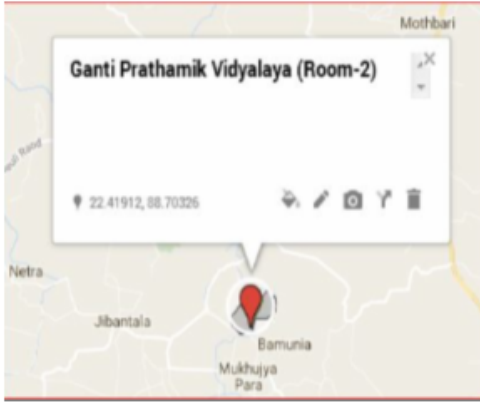 Mothbari
Ganti Prathamik Vidyalaya (Room-2)
22.41912, 88.70326
Netra
Jibantala
Bamunia
Mukhujya
Para